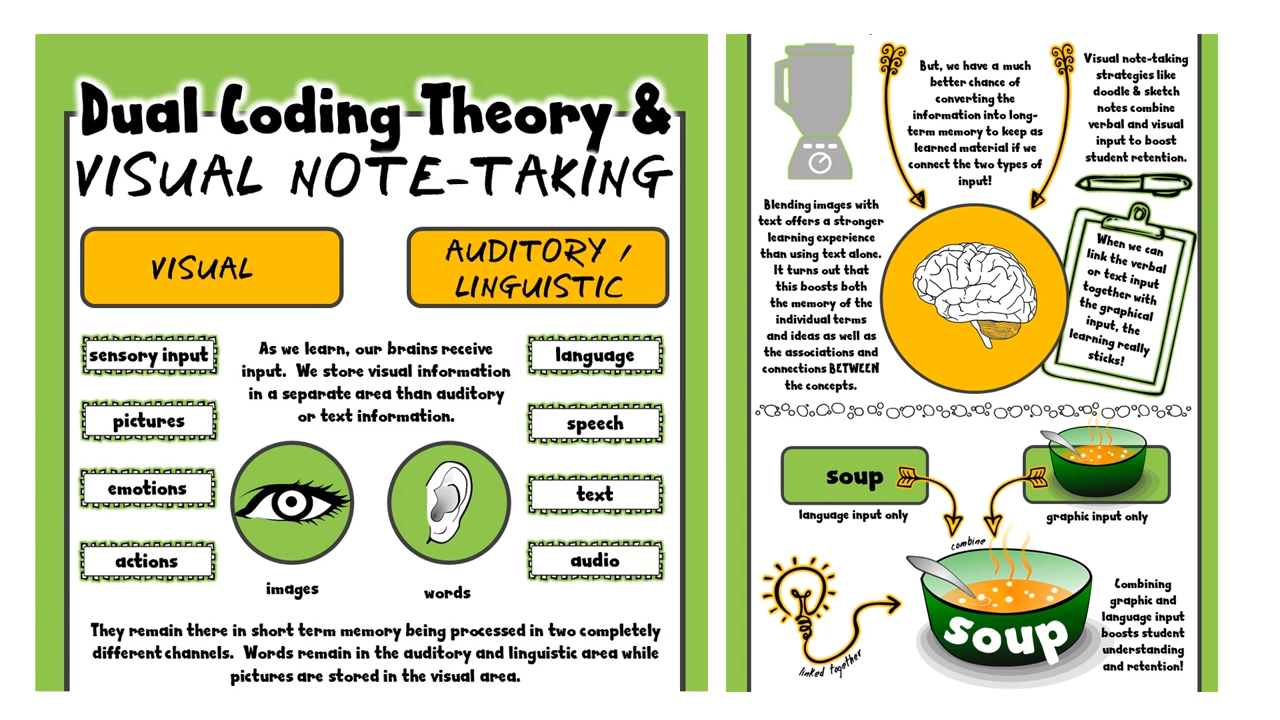 Dual Coding Theory &
VISUAL NOTE-TAKING
VISUAL
AUDITORY /
LINGUISTIC
sensory input
pictures
emotions
actions
As we learn, our brains receive
input. We store visual information
in a separate area than auditory
or text information.
images
words
language
speech
text
audio
They remain there in short term memory being processed in two completely
different channels. Words remain in the auditory and linguistic area while
pictures are stored in the visual area.
But, we have a much
better chance of
converting the
information into long-
term memory to keep as
learned material if we
connect the two types of
input!
Visual note-taking
strategies like
doodle & sketch
notes combine
verbal and visual
input to boost
student retention.
Blending images with
text offers a stronger
learning experience
than using text alone.
It turns out that
this boosts both
the memory of the
individual terms
and ideas as well as
the associations and
connections BETWEEN
the concepts.
When we can
link the verbal
or text input
together with
the graphical
input, the
learning really
sticks!
soup
language input only
graphic input only
combine
linked together
soup
Combining
graphic and
language input
boosts student
understanding
and retention!